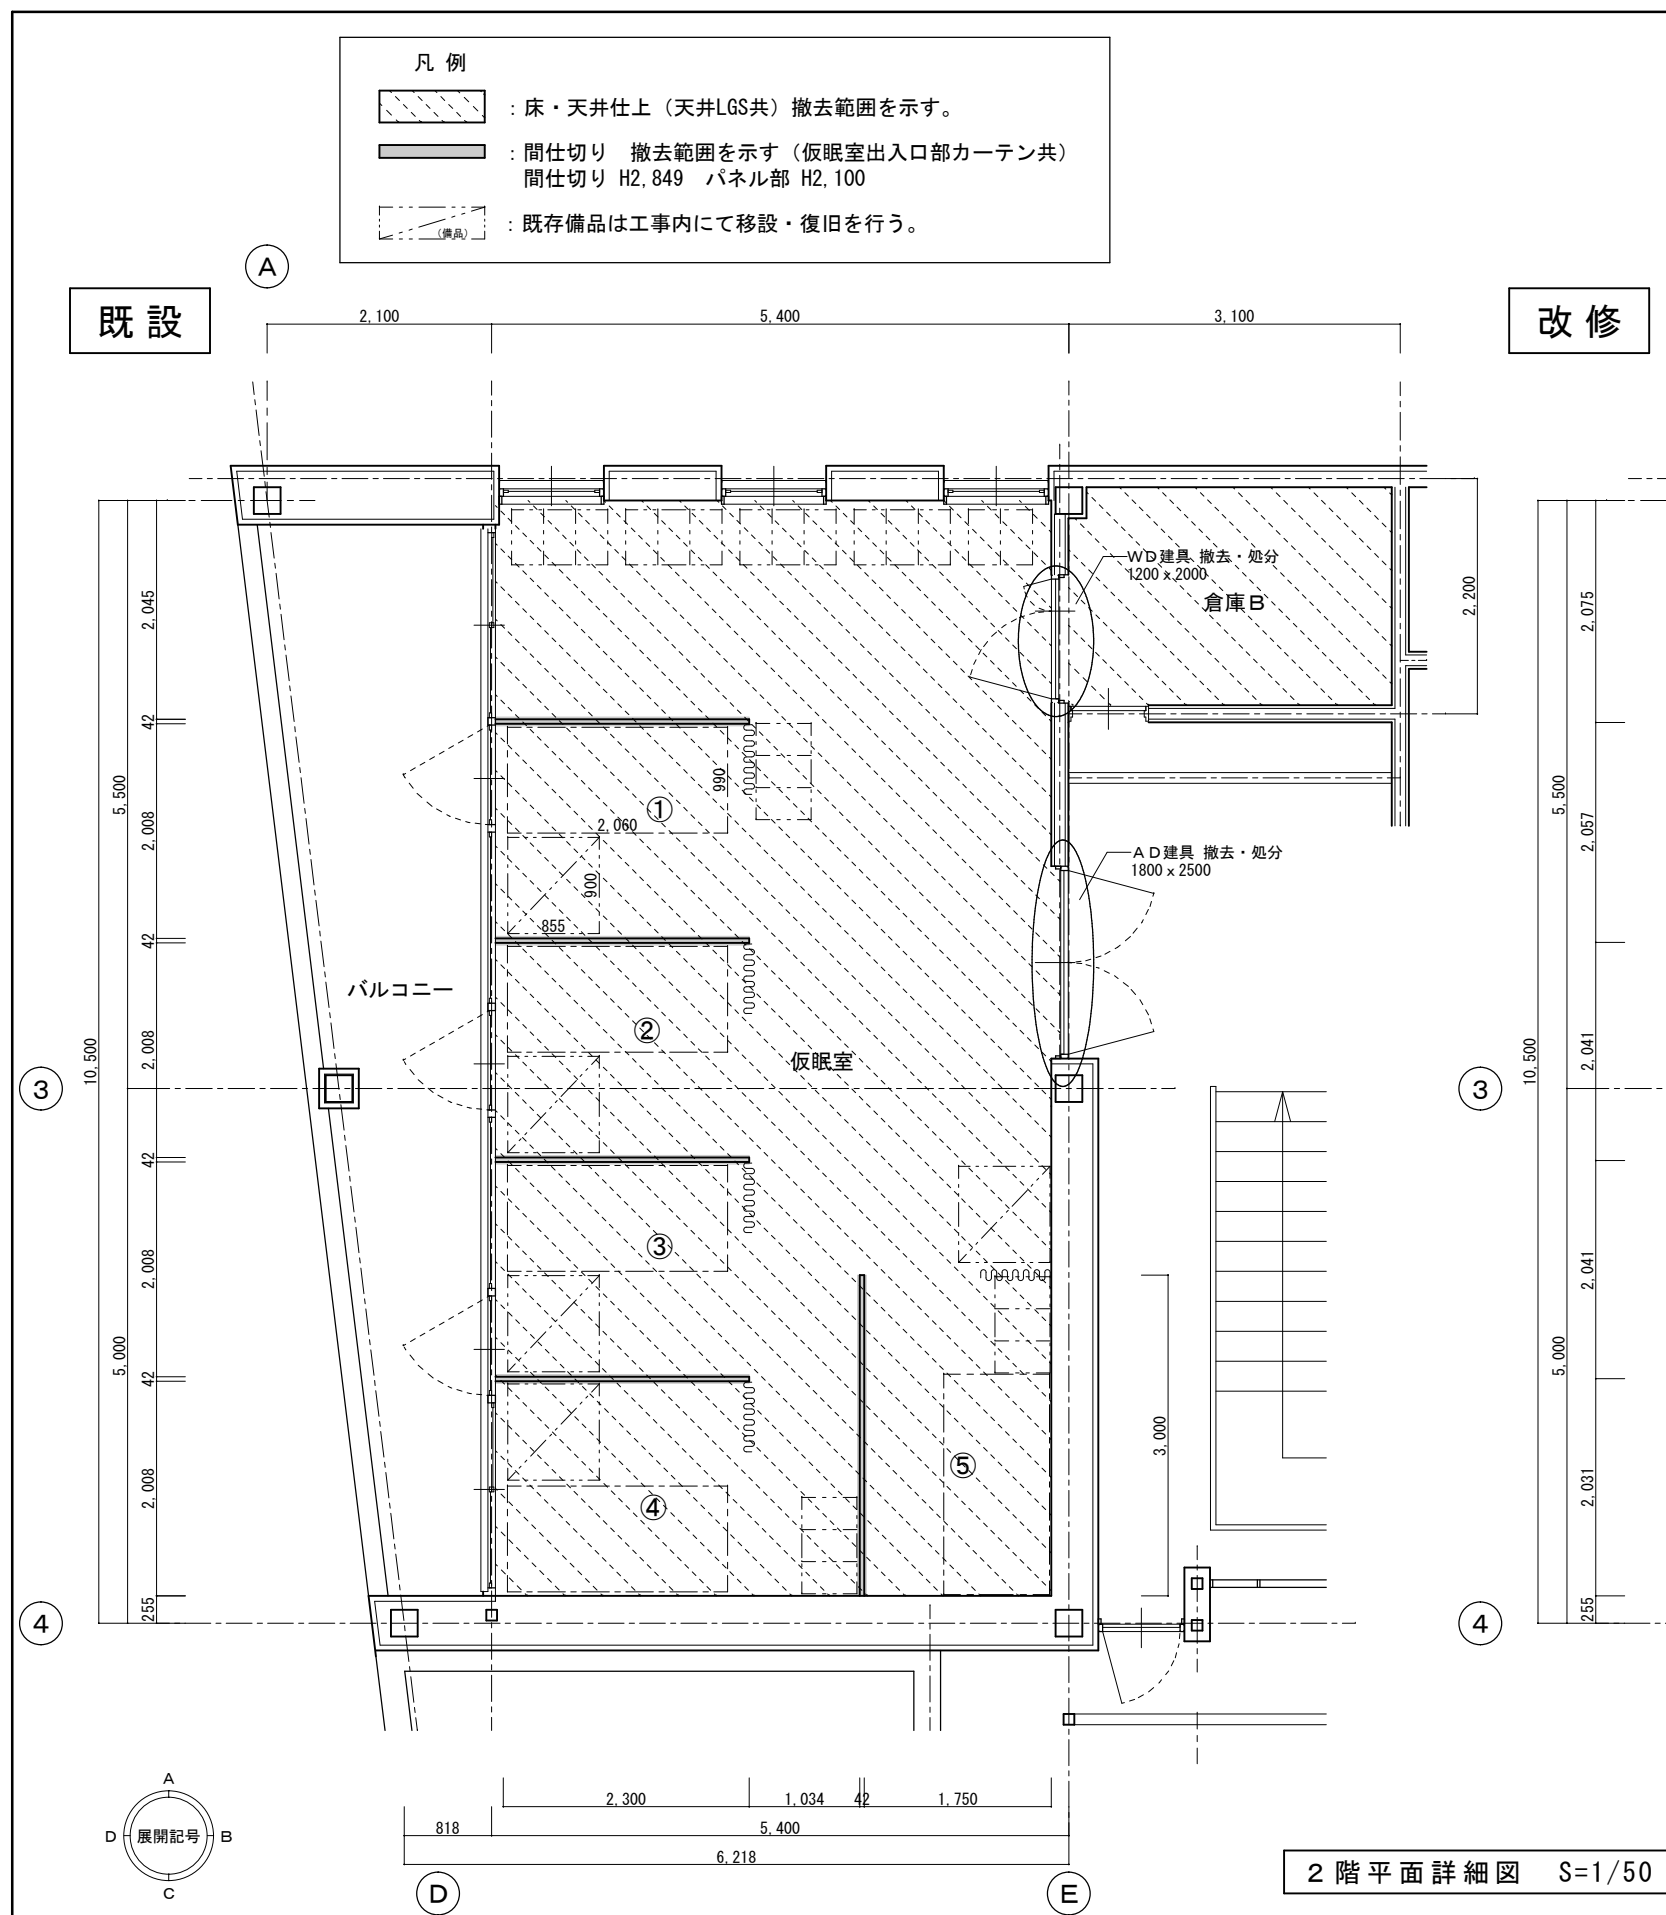 凡 例
：床・天井仕上（天井LGS共）撤去範囲を示す。
：間仕切り　撤去範囲を示す（仮眠室出入口部カーテン共）
間仕切り H2,849　パネル部 H2,100
(備品)
：既存備品は工事内にて移設・復旧を行う。
A
既設
改修
2,100
5,400
3,100
WD建具 撤去・処分
1200 x 2000
倉庫B
2,200
2,045
42
5,500
2,008
42
2,008
10,500
42
2,008
5,000
42
2,008
255
2,075
5,500
2,057
2,041
10,500
2,041
5,000
2,031
255
990
①
2,060
900
855
AD建具 撤去・処分
1800 x 2500
バルコニー
②
仮眠室
3
3
③
3,000
⑤
④
4
4
2,300
1,034
42
1,750
818
5,400
6,218
A
D
展開記号
B
C
D
E
2階平面詳細図　S=1/50